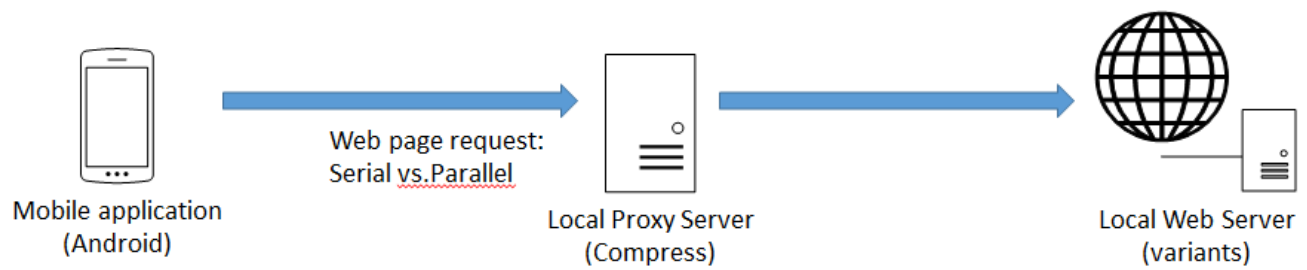 Web page request:
Serial vs.Parallel
Mobile application
(Android)
Local Proxy Server
(Compress)
Local Web Server
(variants)